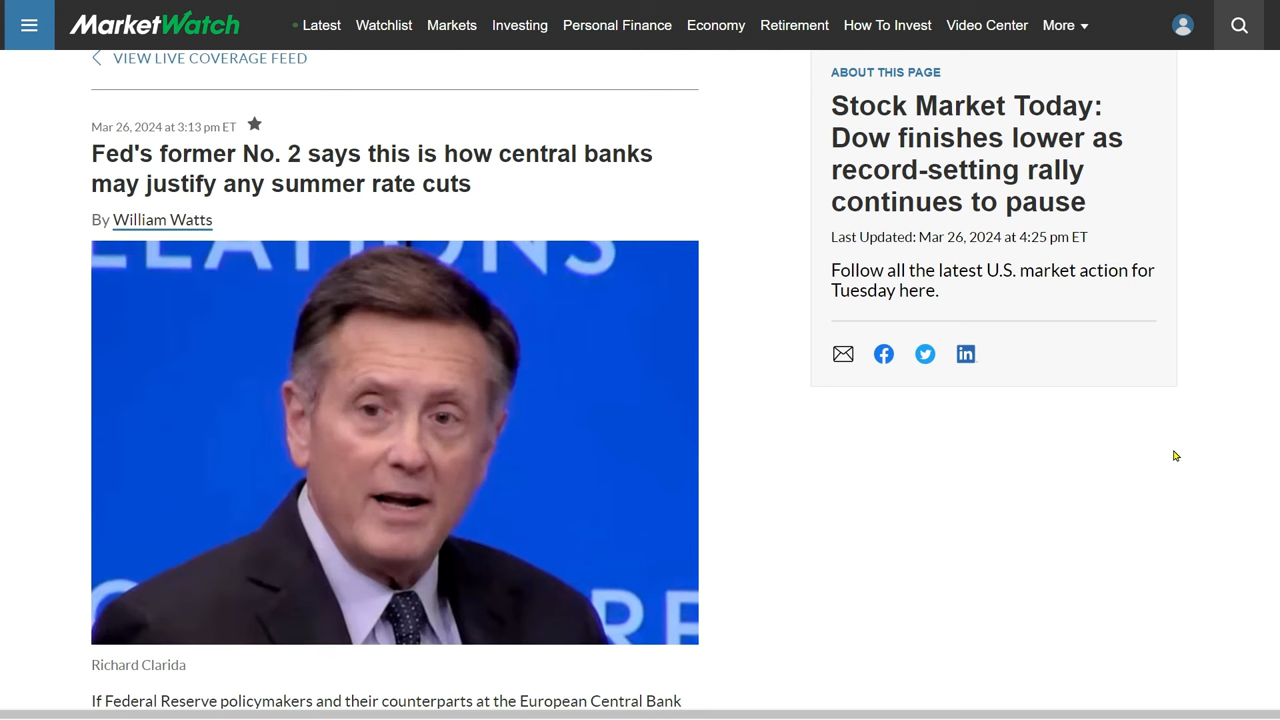 MarketWatch
Latest Watchlist Markets Investing Personal Finance Economy Retirement How To Invest Video Center More
VIEW LIVE COVERAGE FEED
Mar 26, 2024 at 3:13 pm ET
Fed's former No. 2 says this is how central banks
may justify any summer rate cuts
By William Watts
ELATIONS
RE
Richard Clarida
If Federal Reserve policymakers and their counterparts at the European Central Bank
ABOUT THIS PAGE
Stock Market Today:
Dow finishes lower as
record-setting rally
continues to pause
Last Updated: Mar 26, 2024 at 4:25 pm ET
Follow all the latest U.S. market action for
Tuesday here.
in